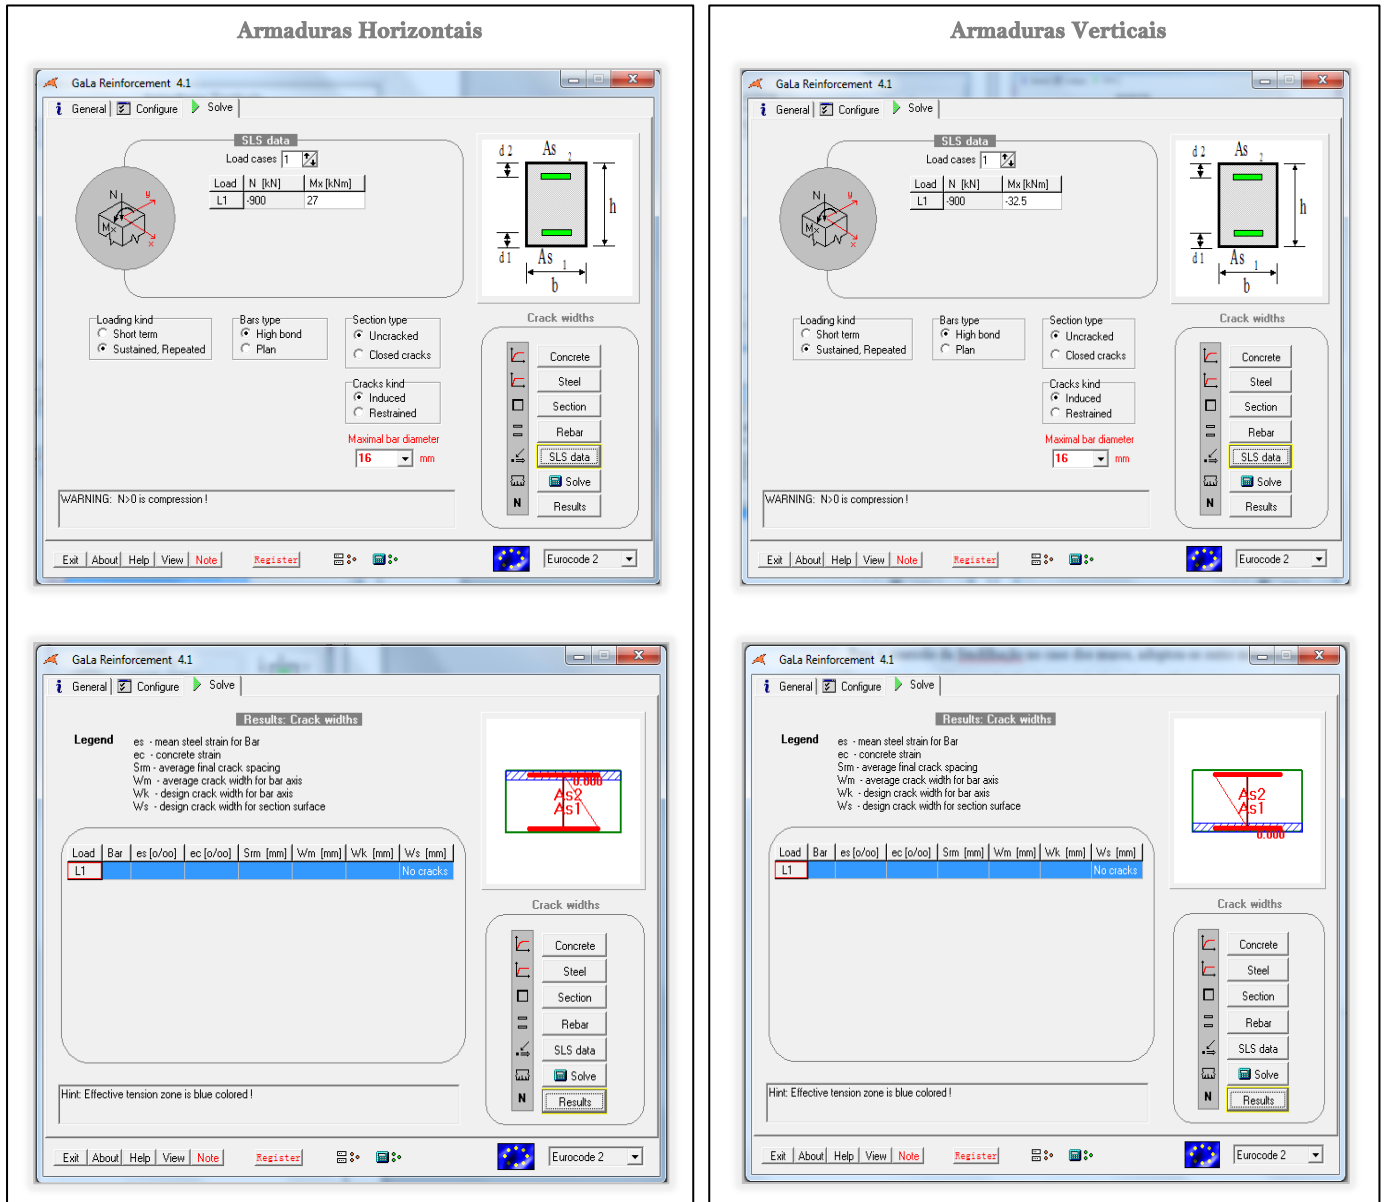 Armaduras Horizontais
GaLa Reinforcement 4.1
General Configure Solve
SLS data
Load cases 1
Load N [kN] Mx [kNm]
L1 -900 27
N
y
Mx
x
d2 As 2
h
d1 As 1
b
Loading kind
Short term
Sustained, Repeated
Bars type
High bond
Plan
Section type
Uncracked
Closed cracks
Cracks kind
Induced
Restrained
Maximal bar diameter
16 mm
Crack widths
Concrete
Steel
Section
Rebar
SLS data
Solve
N Results
WARNING: N>0 is compression !
Exit About Help View Note Register Eurocode 2
GaLa Reinforcement 4.1
General Configure Solve
Results: Crack widths
Legend
es - mean steel strain for Bar
ec - concrete strain
Srm - average final crack spacing
Wm - average crack width for bar axis
Wk - design crack width for bar axis
Ws - design crack width for section surface
Load Bar es [o/oo] ec [o/oo] Srm [mm] Wm [mm] Wk [mm] Ws [mm]
L1 No cracks
0.000
As2
As1
Crack widths
Concrete
Steel
Section
Rebar
SLS data
Solve
N Results
Hint: Effective tension zone is blue colored !
Exit About Help View Note Register Eurocode 2
Armaduras Verticais
GaLa Reinforcement 4.1
General Configure Solve
SLS data
Load cases 1
Load N [kN] Mx [kNm]
L1 -900 -32.5
N
y
Mx
x
d2 As 2
h
d1 As 1
b
Loading kind
Short term
Sustained, Repeated
Bars type
High bond
Plan
Section type
Uncracked
Closed cracks
Cracks kind
Induced
Restrained
Maximal bar diameter
16 mm
Crack widths
Concrete
Steel
Section
Rebar
SLS data
Solve
N Results
WARNING: N>0 is compression !
Exit About Help View Note Register Eurocode 2
GaLa Reinforcement 4.1
General Configure Solve
Results: Crack widths
Legend
es - mean steel strain for Bar
ec - concrete strain
Srm - average final crack spacing
Wm - average crack width for bar axis
Wk - design crack width for bar axis
Ws - design crack width for section surface
Load Bar es [o/oo] ec [o/oo] Srm [mm] Wm [mm] Wk [mm] Ws [mm]
L1 No cracks
As2
As1
0.000
Crack widths
Concrete
Steel
Section
Rebar
SLS data
Solve
N Results
Hint: Effective tension zone is blue colored !
Exit About Help View Note Register Eurocode 2